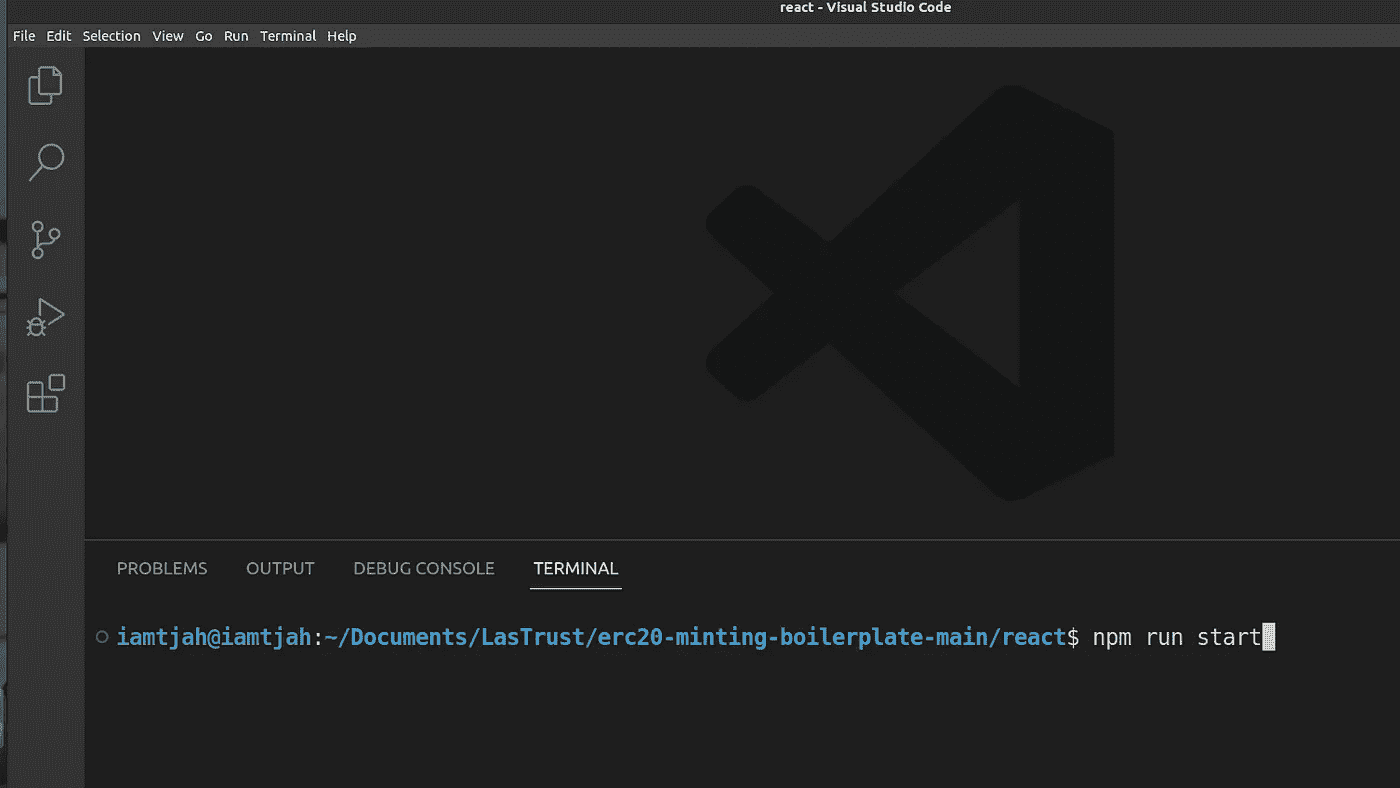 react - Visual Studio Code
File Edit Selection View Go Run Terminal Help
PROBLEMS OUTPUT DEBUG CONSOLE TERMINAL
iamtjah@iamtjah:~/Documents/LasTrust/erc20-minting-boilerplate-main/react$ npm run start